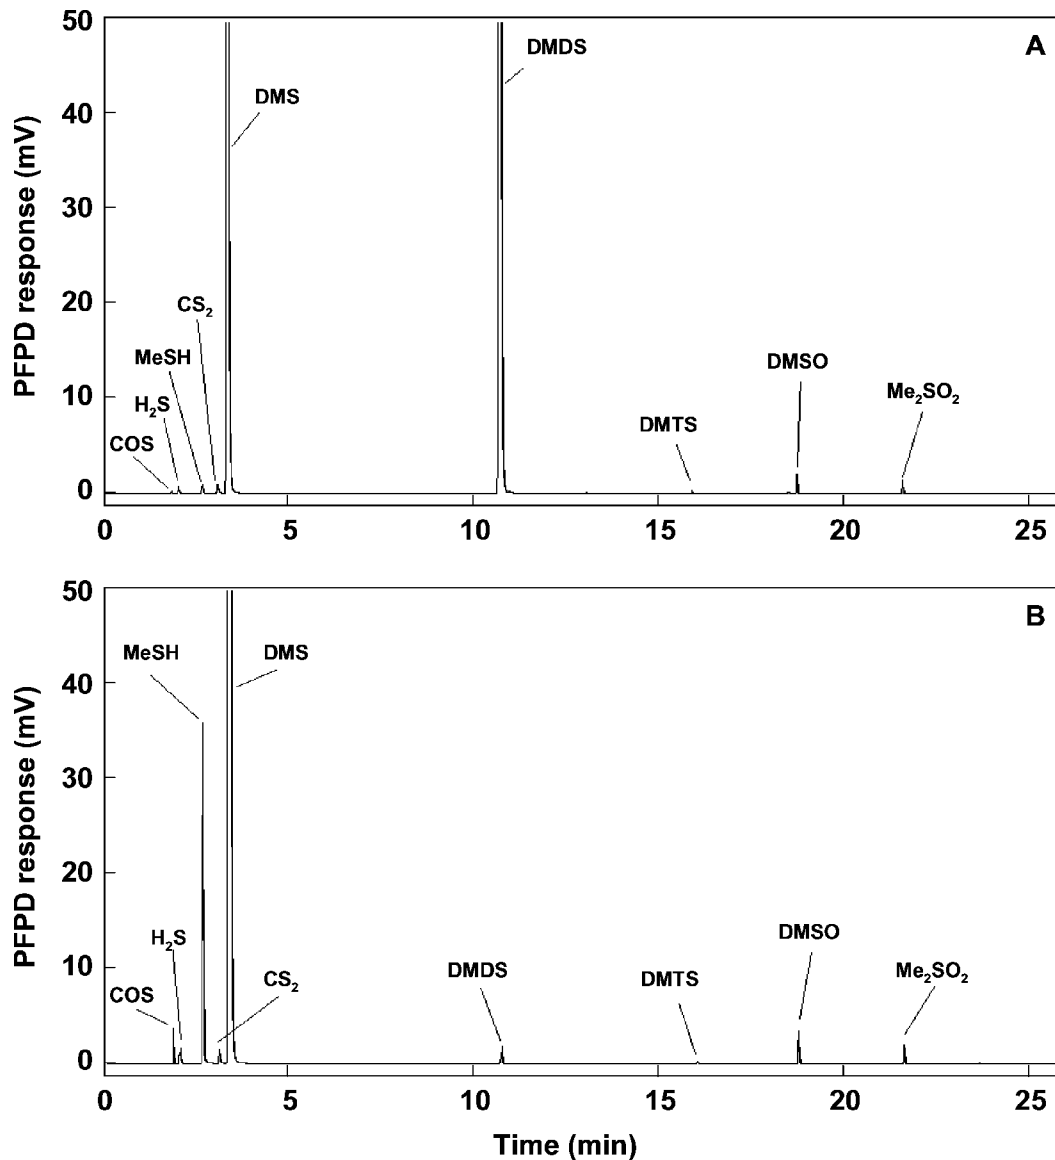 A
PFPD response (mV)
50
40
30
20
10
0
DMS
DMDS
CS₂
MeSH
H₂S
COS
DMTS
DMSO
Me₂SO₂
0 5 10 15 20 25
B
PFPD response (mV)
50
40
30
20
10
0
MeSH
DMS
H₂S
COS
CS₂
DMDS
DMTS
DMSO
Me₂SO₂
0 5 10 15 20 25
Time (min)